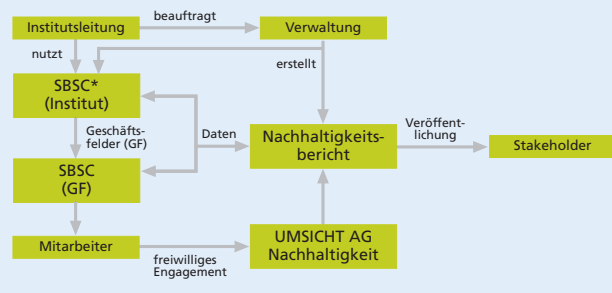 Institutsleitung
beauftragt
Verwaltung
nutzt
erstellt
SBSC*
(Institut)
Geschäfts-
felder (GF)
Daten
Nachhaltigkeits-
bericht
Veröffent-
lichung
Stakeholder
SBSC
(GF)
Mitarbeiter
freiwilliges
Engagement
UMSICHT AG
Nachhaltigkeit